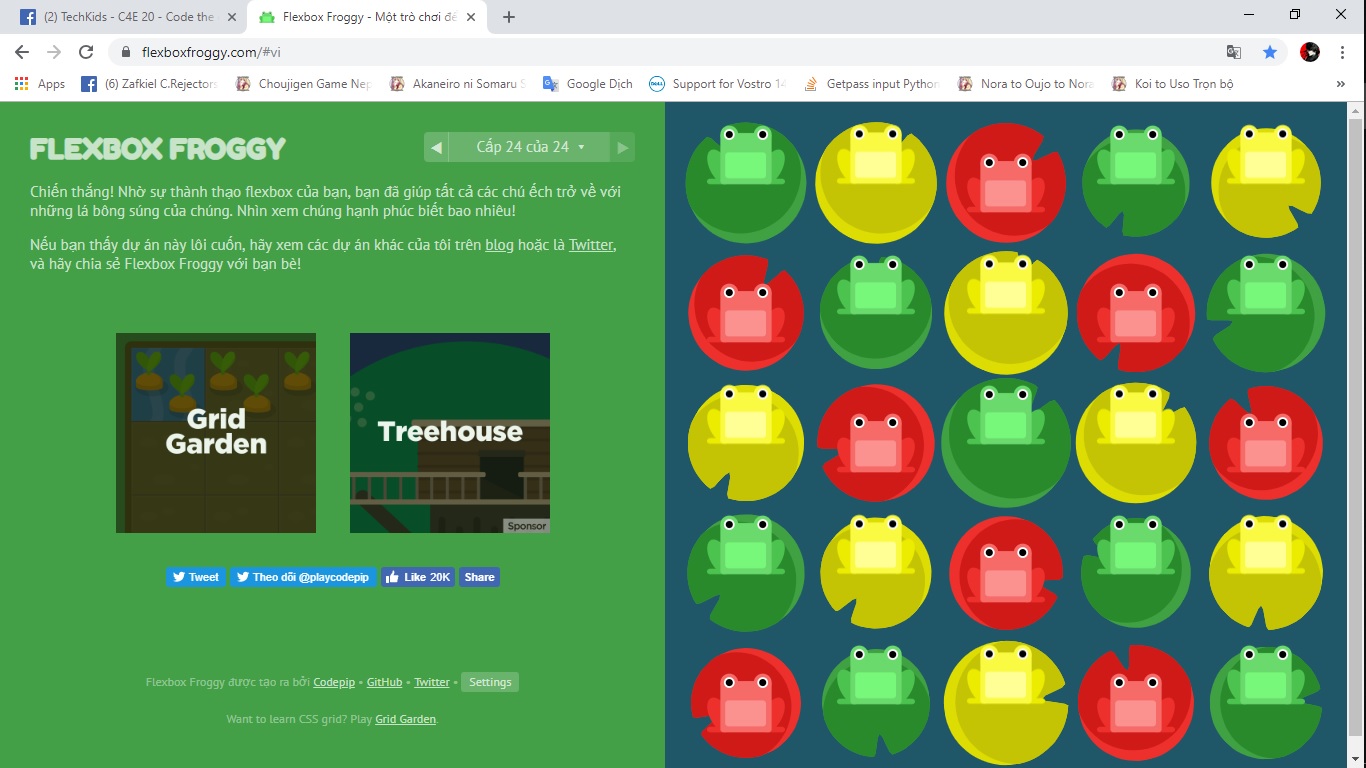 (2) TechKids - C4E 20 - Code the
Flexbox Froggy - Một trò chơi để
flexboxfroggy.com/#vi
Apps
(6) Zafkiel C.Rejectors
Choujigen Game Nep
Akaneiro ni Somaru S
Google Dịch
Support for Vostro 14
Getpass input Python
Nora to Oujo to Nora
Koi to Uso Trọn bộ
»
FLEXBOX FROGGY
Cấp 24 của 24
Chiến thắng! Nhờ sự thành thạo flexbox của bạn, bạn đã giúp tất cả các chú ếch trở về với
những lá bông súng của chúng. Nhìn xem chúng hạnh phúc biết bao nhiêu!
Nếu bạn thấy dự án này lôi cuốn, hãy xem các dự án khác của tôi trên blog hoặc là Twitter,
và hãy chia sẻ Flexbox Froggy với bạn bè!
Grid
Garden
Treehouse
Sponsor
Tweet
Theo dõi @playcodepip
Like 20K
Share
Flexbox Froggy được tạo ra bởi Codepip • GitHub • Twitter • Settings
Want to learn CSS grid? Play Grid Garden.